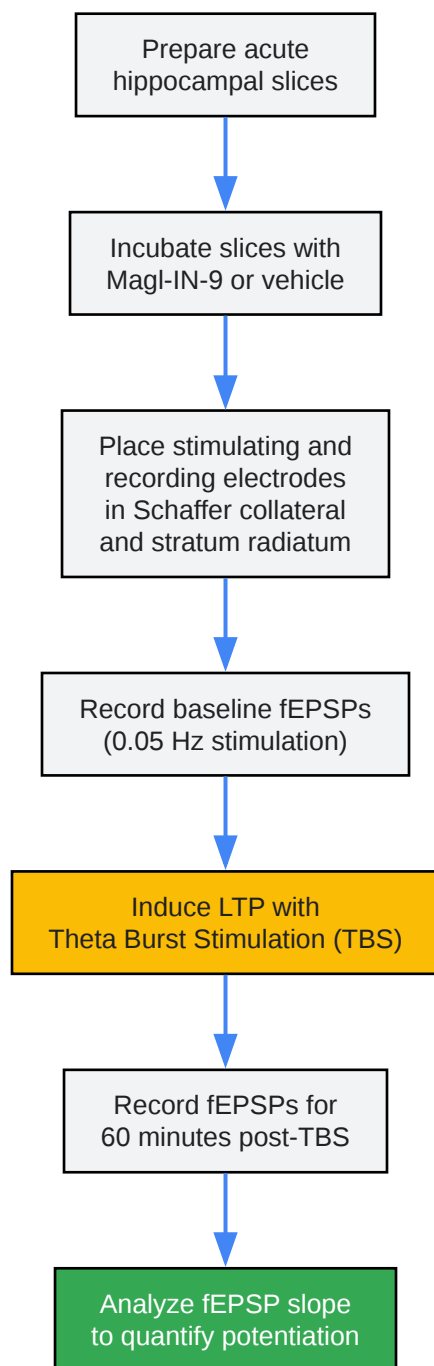 Prepare acute
hippocampal slices
Incubate slices with
Magl-IN-9 or vehicle
Place stimulating and
recording electrodes
in Schaffer collateral
and stratum radiatum
Record baseline fEPSPs
(0.05 Hz stimulation)
Induce LTP with
Theta Burst Stimulation (TBS)
Record fEPSPs for
60 minutes post-TBS
Analyze fEPSP slope
to quantify potentiation